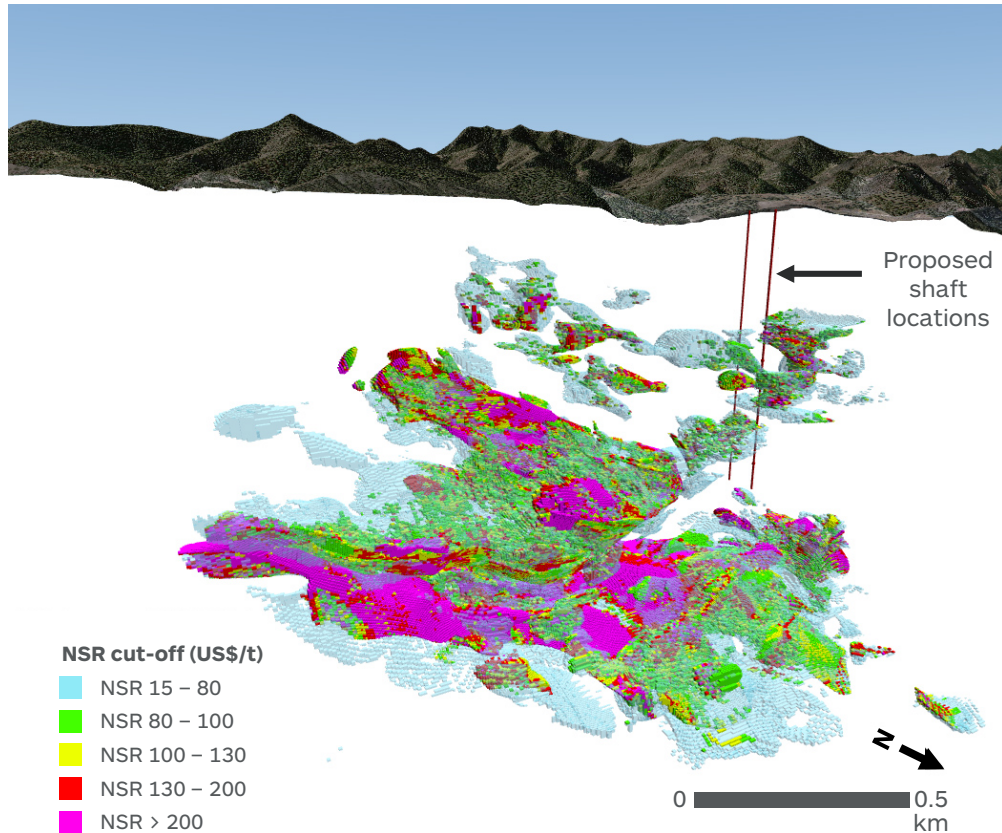 Proposed
shaft
locations
NSR cut-off (US$/t)
NSR 15 – 80
NSR 80 – 100
NSR 100 – 130
NSR 130 – 200
NSR > 200
N
0
0.5
km